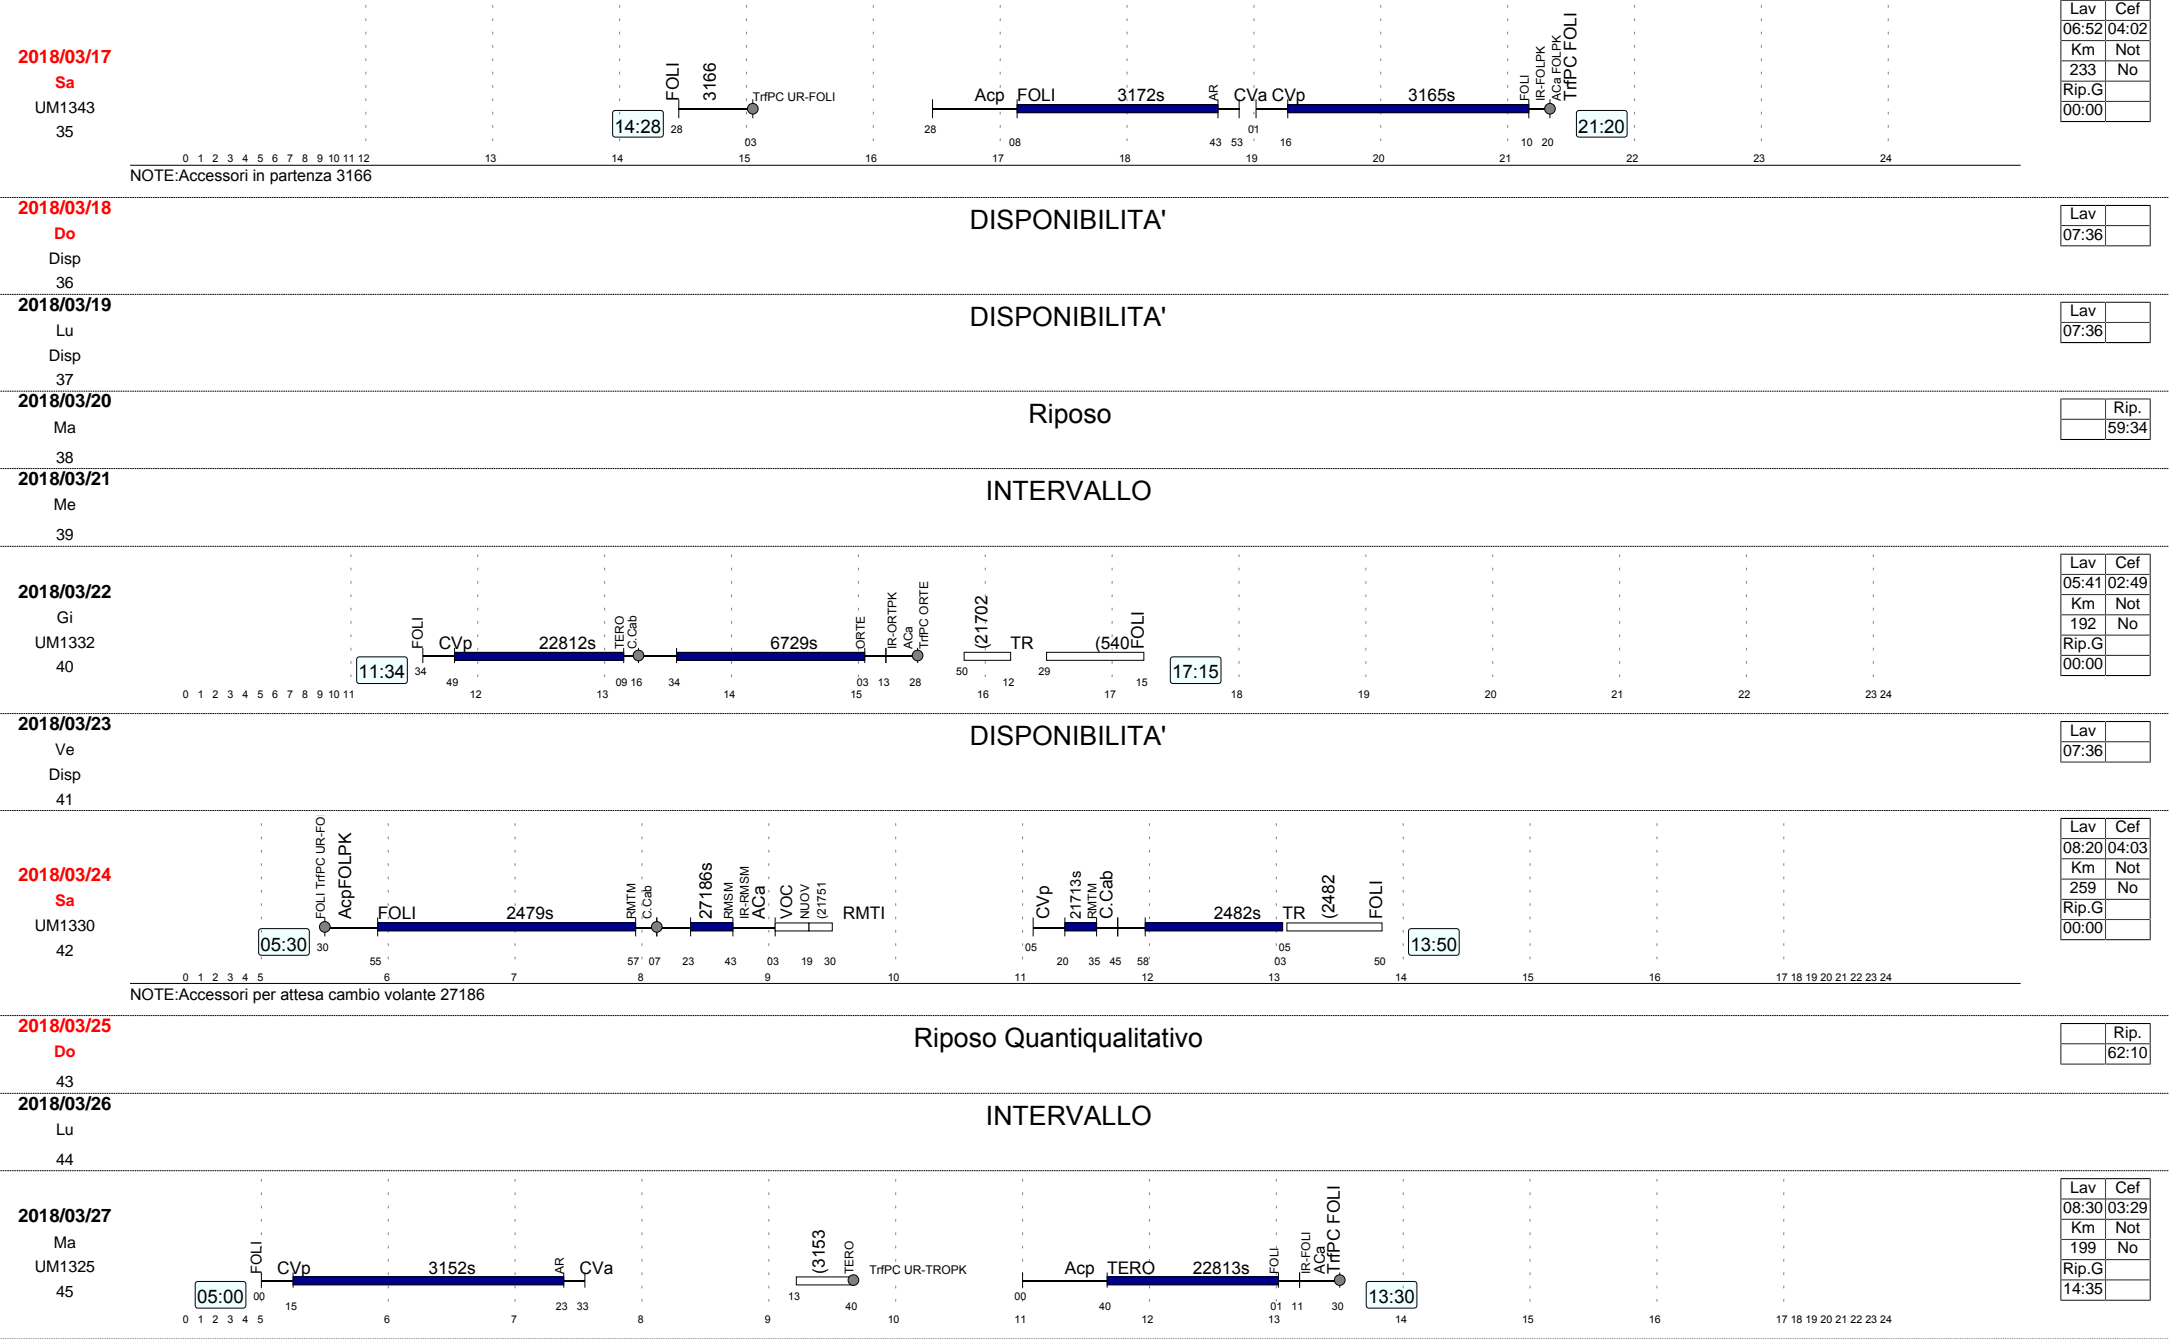 2018/03/17
Sa
UM1343
35
14:28
FOLI
3166
TrfPC UR-FOLI
Acp FOLI 3172s AR CVa CVp 3165s FOLI IR-FOLPK ACa FOLPK TrfPC FOLI
21:20
28 03 28 08 43 53 01 16 10 20
0 1 2 3 4 5 6 7 8 9 10 11 12 13 14 15 16 17 18 19 20 21 22 23 24
NOTE:Accessori in partenza 3166
Lav Cef
06:52 04:02
Km Not
233 No
Rip.G
00:00
2018/03/18
Do
Disp
36
DISPONIBILITA'
Lav
07:36
2018/03/19
Lu
Disp
37
DISPONIBILITA'
Lav
07:36
2018/03/20
Ma
38
Riposo
Rip.
59:34
2018/03/21
Me
39
INTERVALLO
2018/03/22
Gi
UM1332
40
11:34
FOLI CVp 22812s TERO C.Cab 6729s ORTE IR-ORTPK ACa TrfPC ORTE (21702 TR (540 FOLI
17:15
34 49 09 16 34 03 13 28 50 12 29 15
0 1 2 3 4 5 6 7 8 9 10 11 12 13 14 15 16 17 18 19 20 21 22 23 24
Lav Cef
05:41 02:49
Km Not
192 No
Rip.G
00:00
2018/03/23
Ve
Disp
41
DISPONIBILITA'
Lav
07:36
2018/03/24
Sa
UM1330
42
05:30
FOLI TrfPC UR-FO AcpFOLPK FOLI 2479s RMTM C.Cab 27186s RMSM IR-RMSM ACa VOC NUOV (21751 RMTI CVp 21713s RMTM C.Cab 2482s TR (2482 FOLI
13:50
30 55 57 07 23 43 03 19 30 05 20 35 45 58 03 05 50
0 1 2 3 4 5 6 7 8 9 10 11 12 13 14 15 16 17 18 19 20 21 22 23 24
NOTE:Accessori per attesa cambio volante 27186
Lav Cef
08:20 04:03
Km Not
259 No
Rip.G
00:00
2018/03/25
Do
43
Riposo Quantiqualitativo
Rip.
62:10
2018/03/26
Lu
44
INTERVALLO
2018/03/27
Ma
UM1325
45
05:00
FOLI CVp 3152s AR CVa (3153 TERO TrfPC UR-TROPK Acp TERO 22813s FOLI IR-FOLI ACa TrfPC FOLI
13:30
00 15 23 33 13 40 00 40 01 11 30
0 1 2 3 4 5 6 7 8 9 10 11 12 13 14 15 16 17 18 19 20 21 22 23 24
Lav Cef
08:30 03:29
Km Not
199 No
Rip.G
14:35